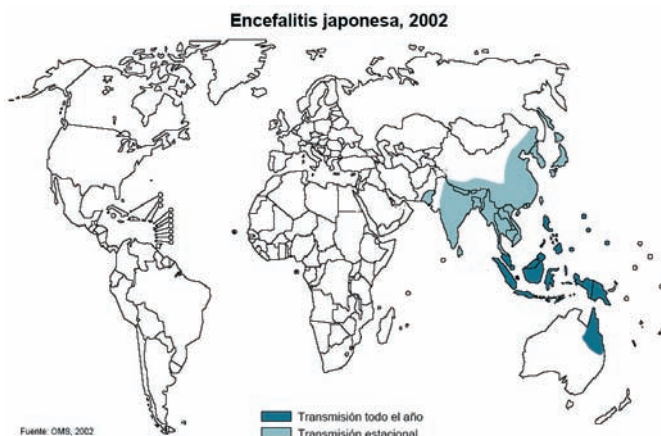 Encefalitis japonesa, 2002
Transmisión todo el año
Transmisión estacional
Fuente: OMS, 2002